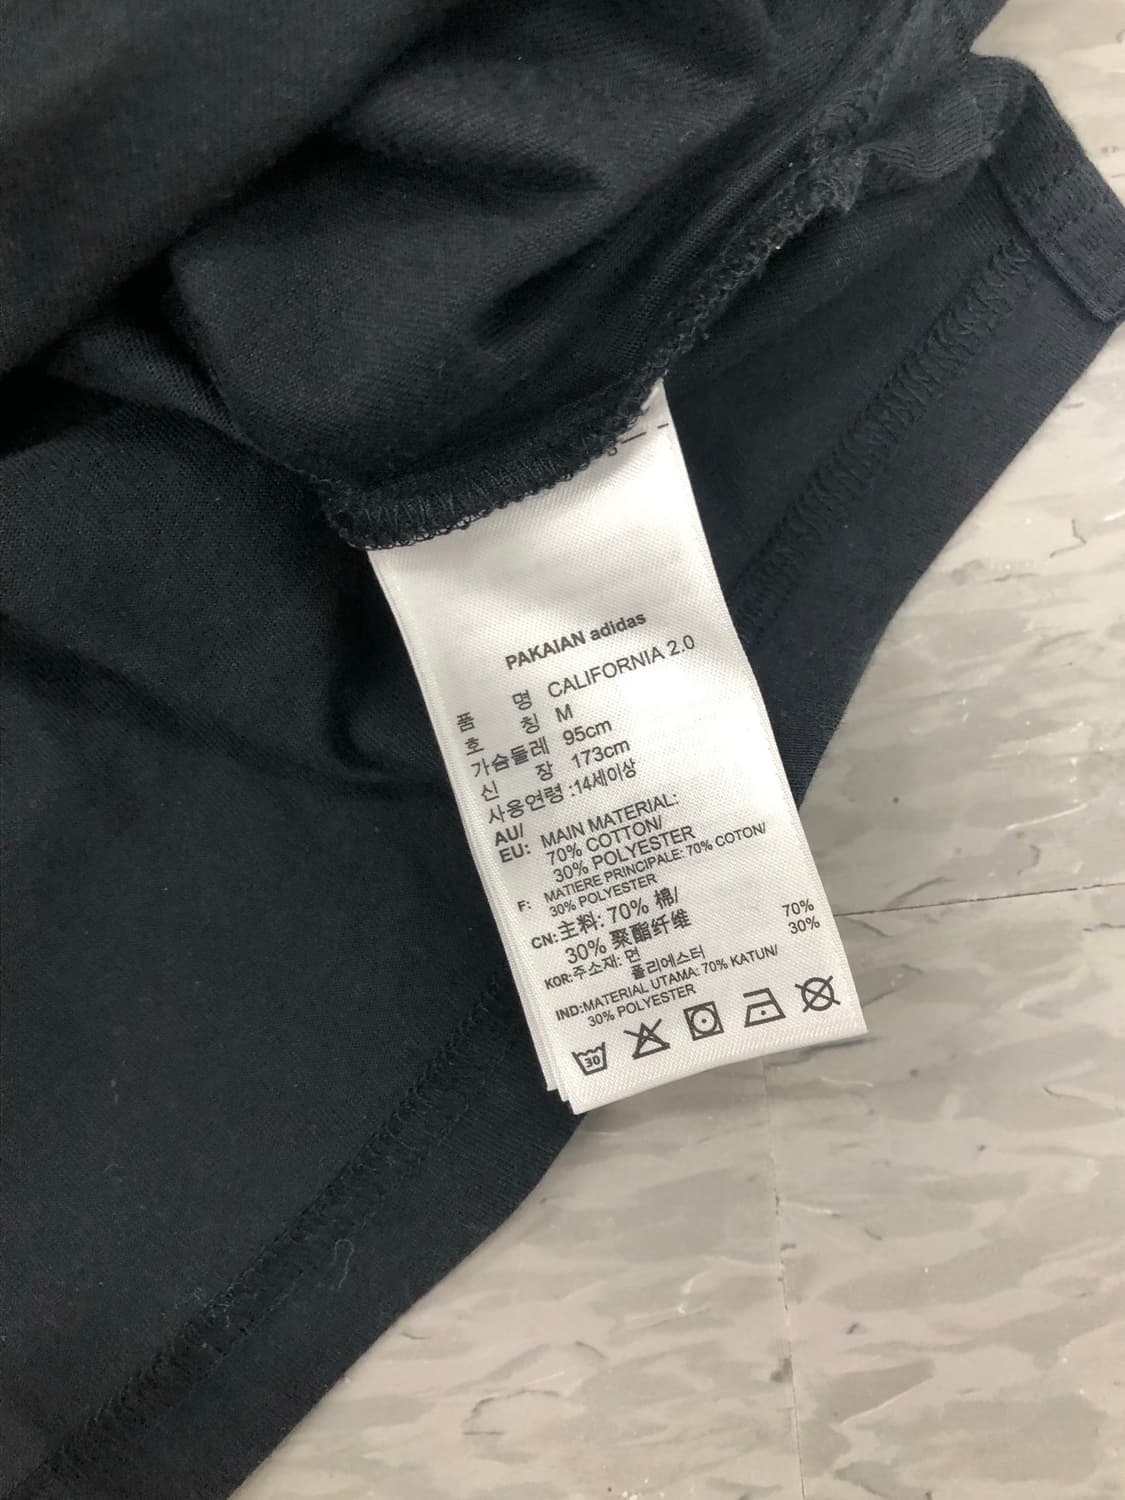 PAKAIAN adidas
품 명 CALIFORNIA 2.0
호 칭 M
가슴둘레 95cm
신 장 173cm
사용연령 :14세이상
AU/
EU: MAIN MATERIAL:
70% COTTON/
30% POLYESTER
F: MATIERE PRINCIPALE: 70% COTON/
30% POLYESTER
CN:主料: 70% 棉/
30% 聚酯纤维
KOR:주소재: 면 70%
폴리에스터 30%
IND:MATERIAL UTAMA: 70% KATUN/
30% POLYESTER
30